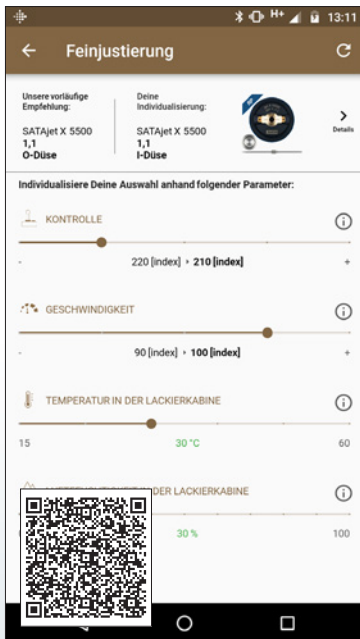 H+ 13:11
Feinjustierung
Unsere vorläufige
Empfehlung:
SATAjet X 5500
1,1
O-Düse
Deine
Individualisierung:
SATAjet X 5500
1,1
I-Düse
Details
Individualisiere Deine Auswahl anhand folgender Parameter:
KONTROLLE
- 220 [index] ‣ 210 [index] +
GESCHWINDIGKEIT
- 90 [index] ‣ 100 [index] +
TEMPERATUR IN DER LACKIERKABINE
15 30 °C 60
DER LACKIERKABINE
30 % 100